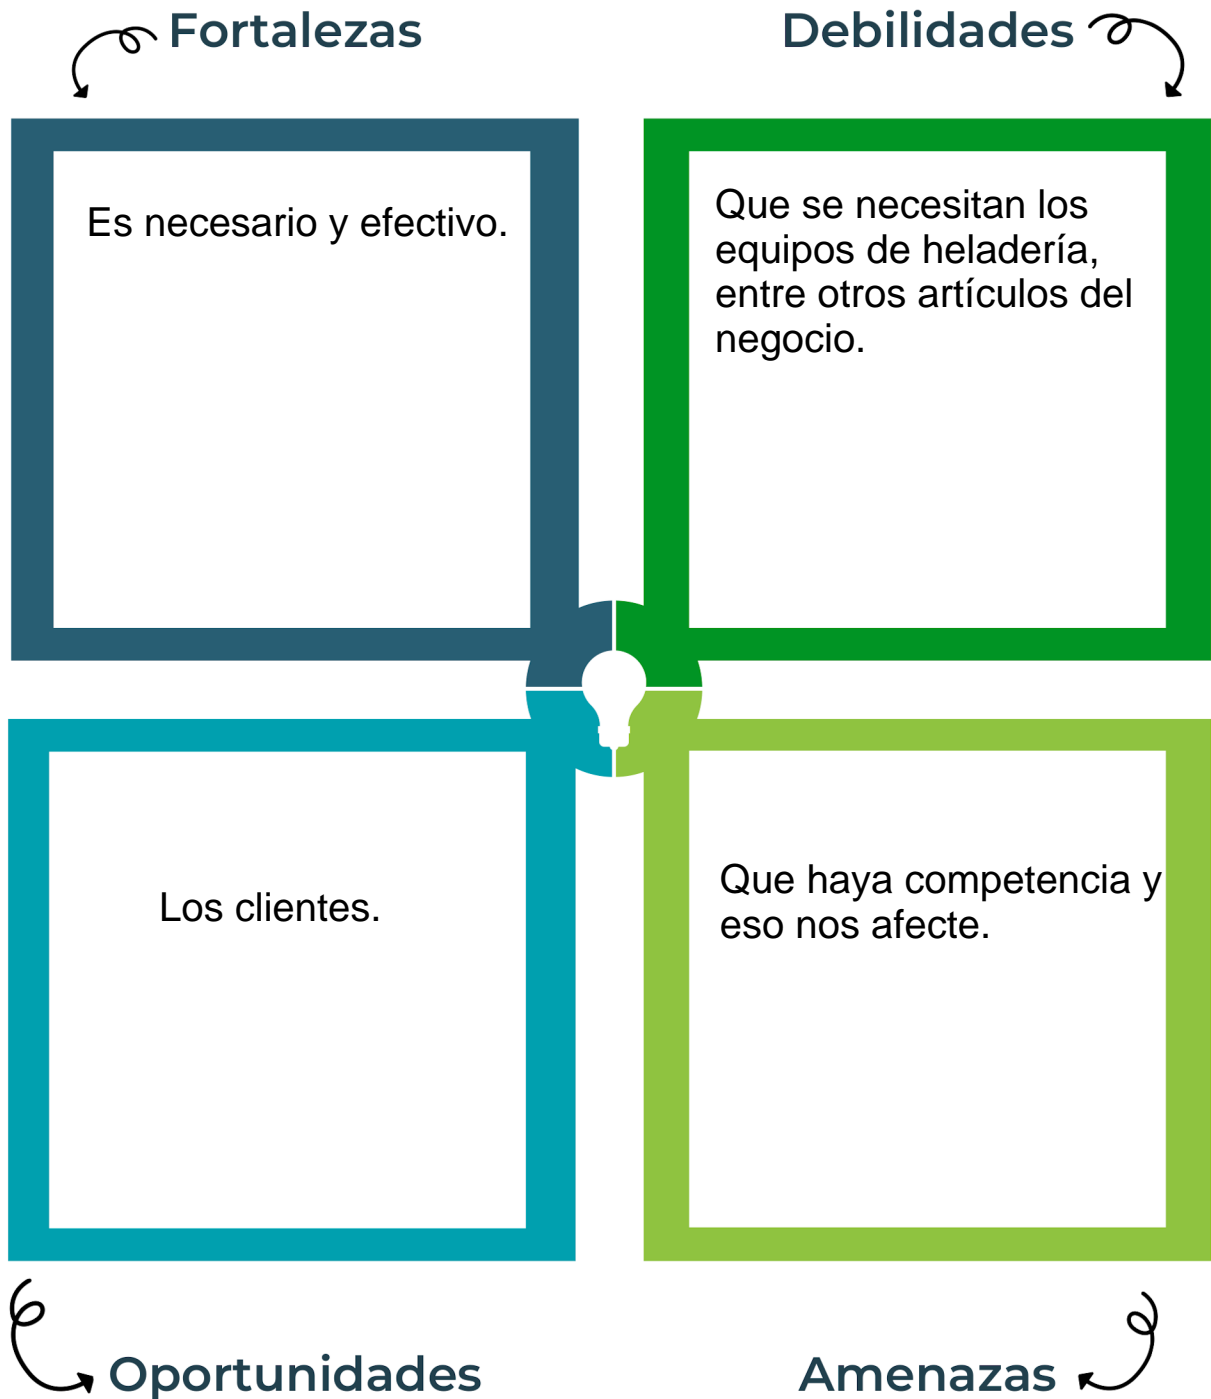 Fortalezas
Debilidades
Es necesario y efectivo.
Que se necesitan los
equipos de heladería,
entre otros artículos del
negocio.
Los clientes.
Que haya competencia y
eso nos afecte.
Oportunidades
Amenazas